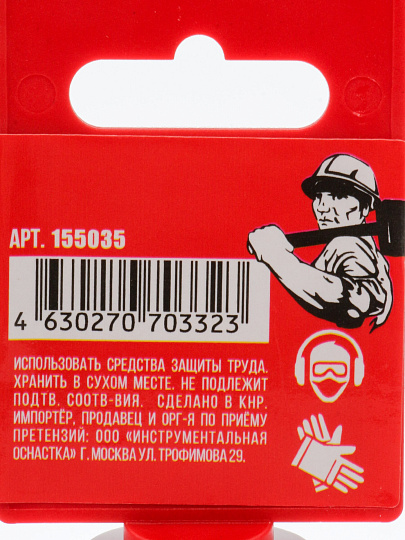 АРТ. 155035
4 630270 703323
ИСПОЛЬЗОВАТЬ СРЕДСТВА ЗАЩИТЫ ТРУДА.
ХРАНИТЬ В СУХОМ МЕСТЕ. НЕ ПОДЛЕЖИТ
ПОДТВ. СООТВ-ВИЯ. СДЕЛАНО В КНР.
ИМПОРТЁР, ПРОДАВЕЦ И ОРГ-Я ПО ПРИЁМУ
ПРЕТЕНЗИЙ: ООО «ИНСТРУМЕНТАЛЬНАЯ
ОСНАСТКА» Г. МОСКВА УЛ. ТРОФИМОВА 29.